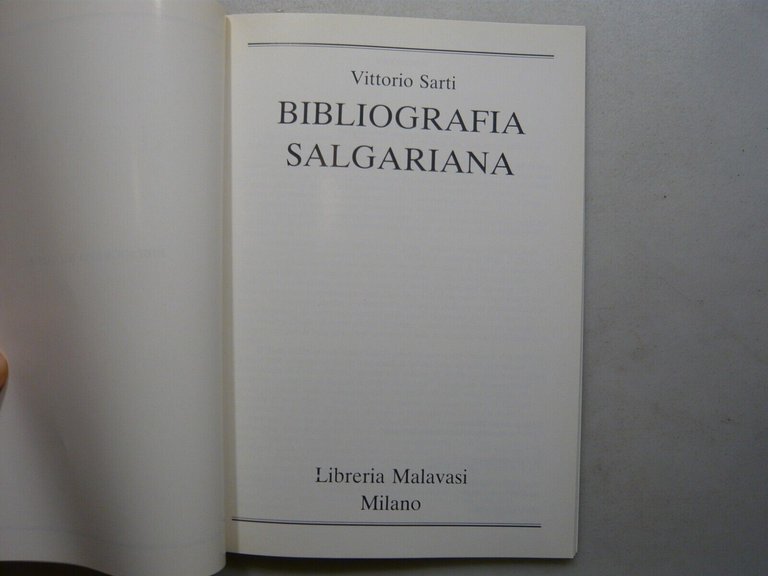 Vittorio Sarti
BIBLIOGRAFIA
SALGARIANA
Libreria Malavasi
Milano